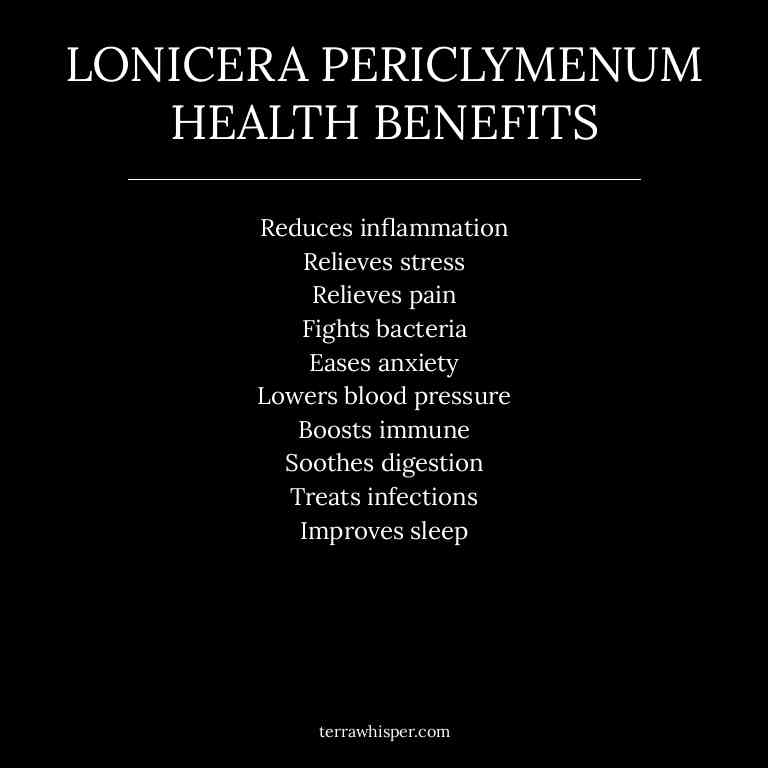 LONICERA PERICLYMENUM
HEALTH BENEFITS
Reduces inflammation
Relieves stress
Relieves pain
Fights bacteria
Eases anxiety
Lowers blood pressure
Boosts immune
Soothes digestion
Treats infections
Improves sleep
terrawhisper.com